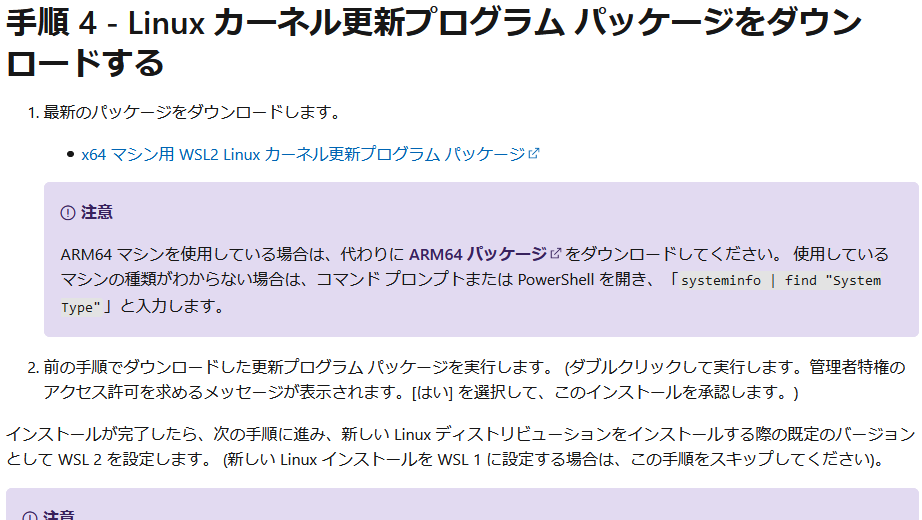 手順 4 - Linux カーネル更新プログラム パッケージをダウン
ロードする
1. 最新のパッケージをダウンロードします。
• x64 マシン用 WSL2 Linux カーネル更新プログラム パッケージ
注意
ARM64 マシンを使用している場合は、代わりに ARM64 パッケージ をダウンロードしてください。 使用している
マシンの種類がわからない場合は、コマンド プロンプトまたは PowerShell を開き、「systeminfo | find "System
Type"」と入力します。
2. 前の手順でダウンロードした更新プログラム パッケージを実行します。 (ダブルクリックして実行します。管理者特権の
アクセス許可を求めるメッセージが表示されます。[はい] を選択して、このインストールを承認します。)
インストールが完了したら、次の手順に進み、新しい Linux ディストリビューションをインストールする際の既定のバージョン
として WSL 2 を設定します。 (新しい Linux インストールを WSL 1 に設定する場合は、この手順をスキップしてください)。
注意